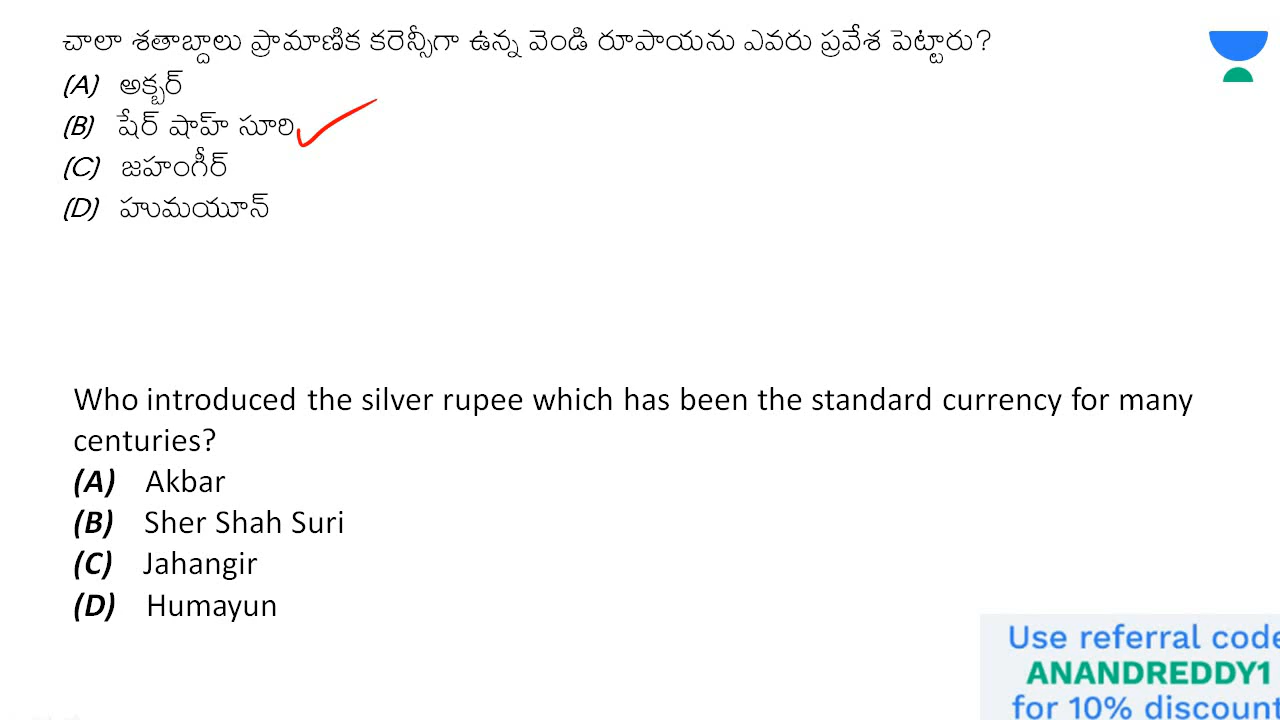 చాలా శతాబ్దాలు ప్రామాణిక కరెన్సీగా ఉన్న వెండి రూపాయను ఎవరు ప్రవేశ పెట్టారు?
(A) అక్బర్
(B) షేర్ షాహ్ సూరి
(C) జహంగీర్
(D) హుమయూన్
Who introduced the silver rupee which has been the standard currency for many
centuries?
(A) Akbar
(B) Sher Shah Suri
(C) Jahangir
(D) Humayun
Use referral code
ANANDREDDY1
for 10% discount